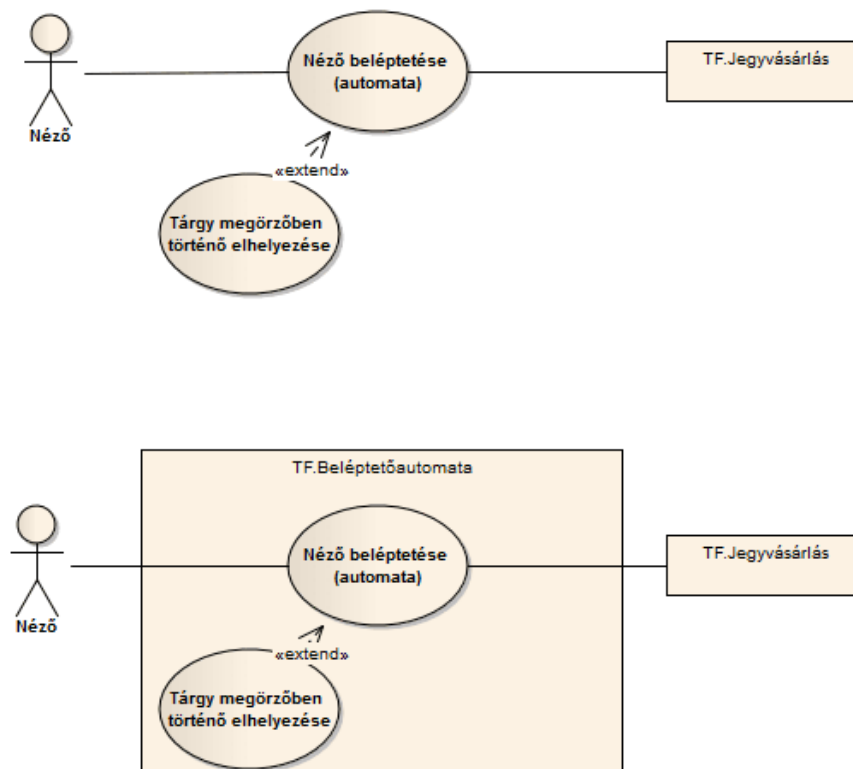 Néző beléptetése
(automata)
TF.Jegyvásárlás
Néző
«extend»
Tárgy megörzőben
történő elhelyezése
TF.Beléptetőautomata
Néző beléptetése
(automata)
TF.Jegyvásárlás
Néző
«extend»
Tárgy megörzőben
történő elhelyezése